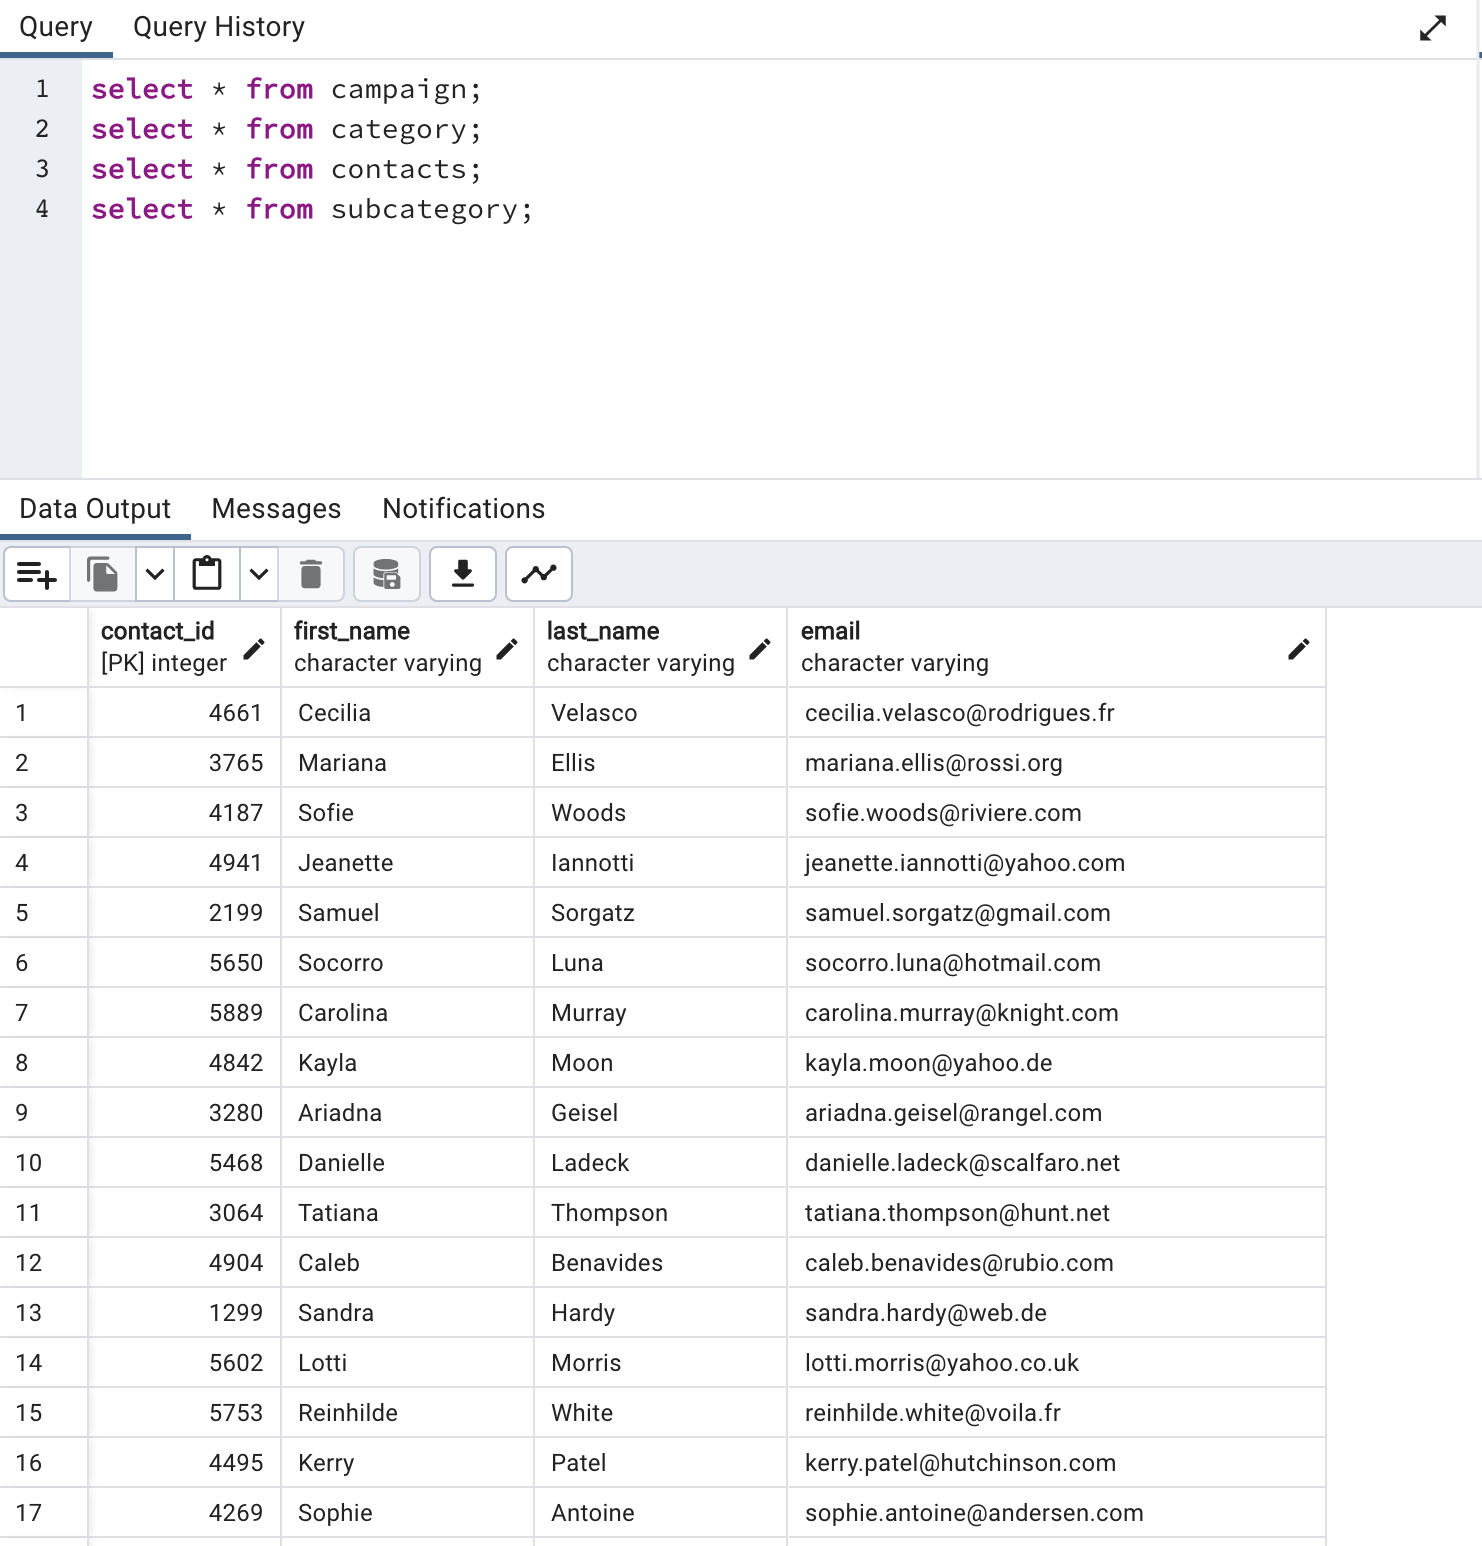 Query Query History
1 select * from campaign;
2 select * from category;
3 select * from contacts;
4 select * from subcategory;
Data Output Messages Notifications
contact_id first_name last_name email
[PK] integer character varying character varying character varying
1 4661 Cecilia Velasco cecilia.velasco@rodrigues.fr
2 3765 Mariana Ellis mariana.ellis@rossi.org
3 4187 Sofie Woods sofie.woods@riviere.com
4 4941 Jeanette Iannotti jeanette.iannotti@yahoo.com
5 2199 Samuel Sorgatz samuel.sorgatz@gmail.com
6 5650 Socorro Luna socorro.luna@hotmail.com
7 5889 Carolina Murray carolina.murray@knight.com
8 4842 Kayla Moon kayla.moon@yahoo.de
9 3280 Ariadna Geisel ariadna.geisel@rangel.com
10 5468 Danielle Ladeck danielle.ladeck@scalfaro.net
11 3064 Tatiana Thompson tatiana.thompson@hunt.net
12 4904 Caleb Benavides caleb.benavides@rubio.com
13 1299 Sandra Hardy sandra.hardy@web.de
14 5602 Lotti Morris lotti.morris@yahoo.co.uk
15 5753 Reinhilde White reinhilde.white@voila.fr
16 4495 Kerry Patel kerry.patel@hutchinson.com
17 4269 Sophie Antoine sophie.antoine@andersen.com